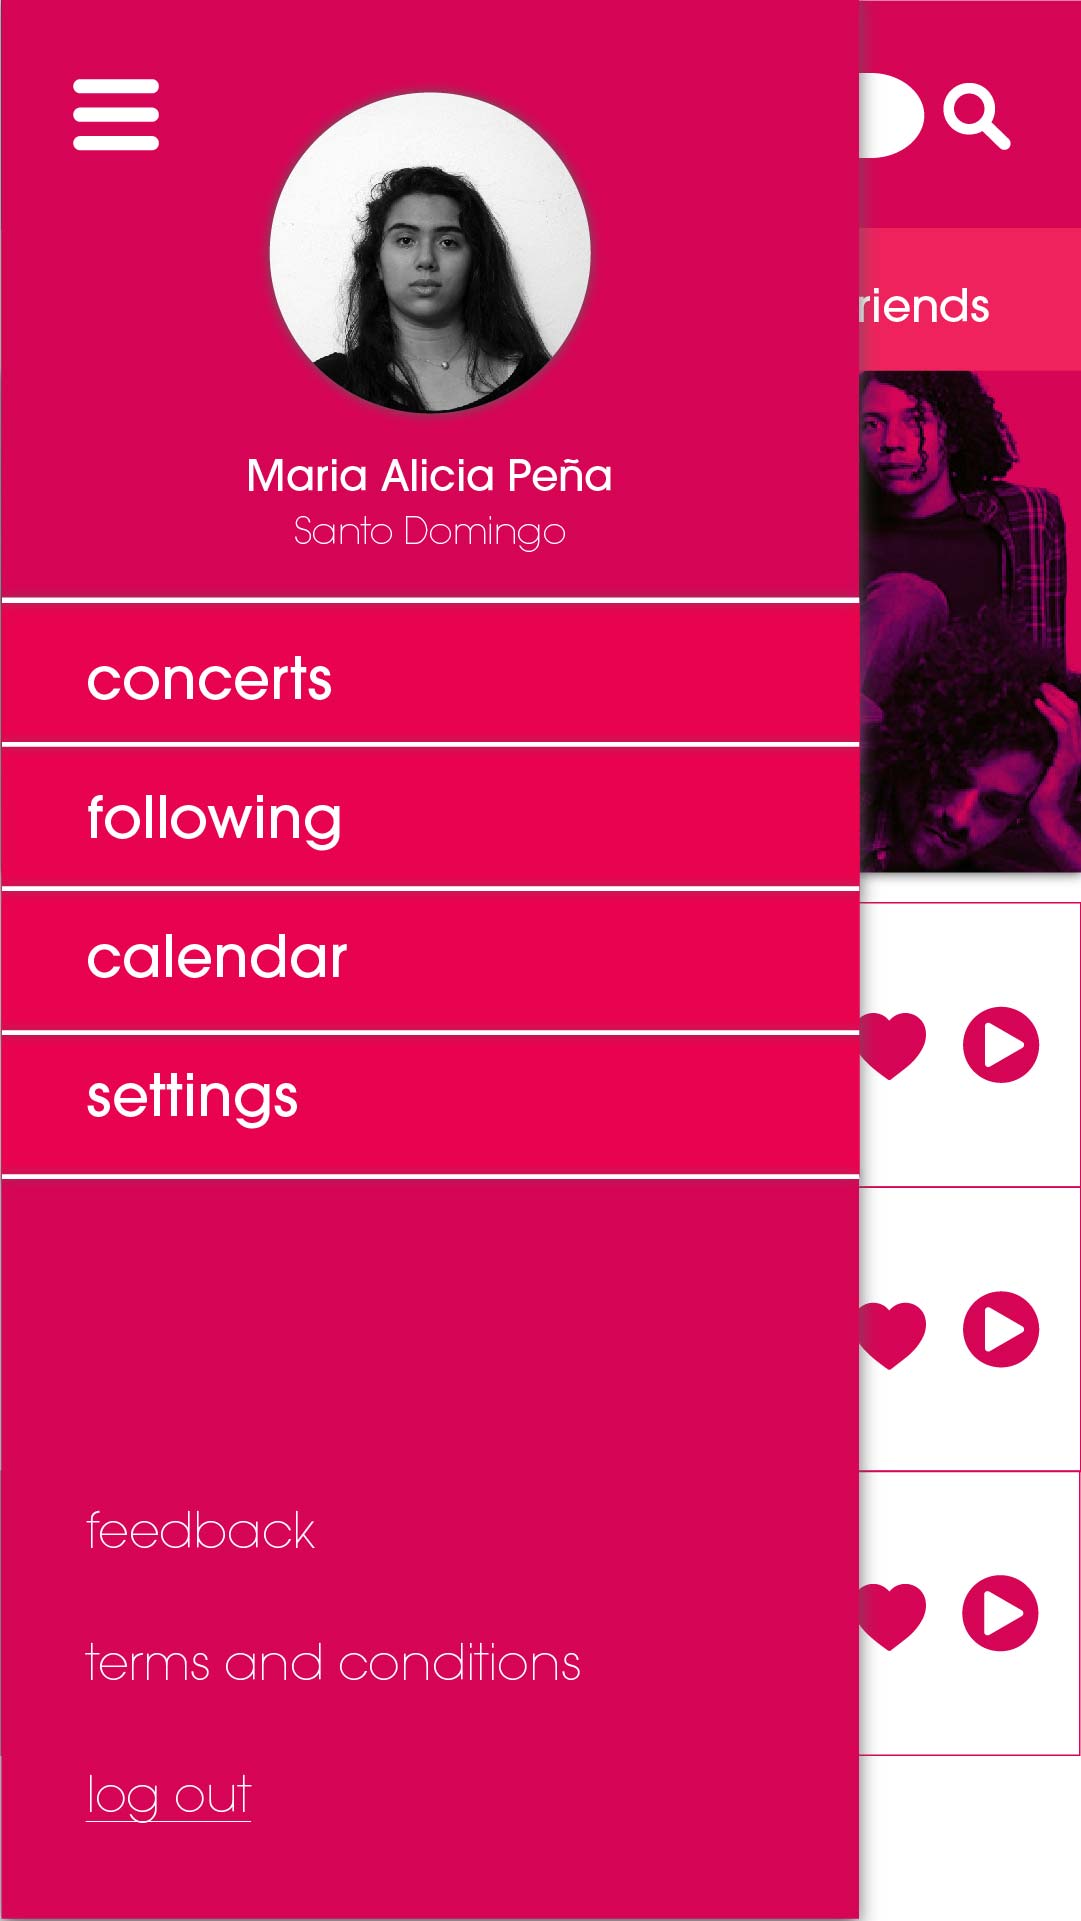 Maria Alicia Peña
Santo Domingo
riends
concerts
following
calendar
settings
feedback
terms and conditions
log out